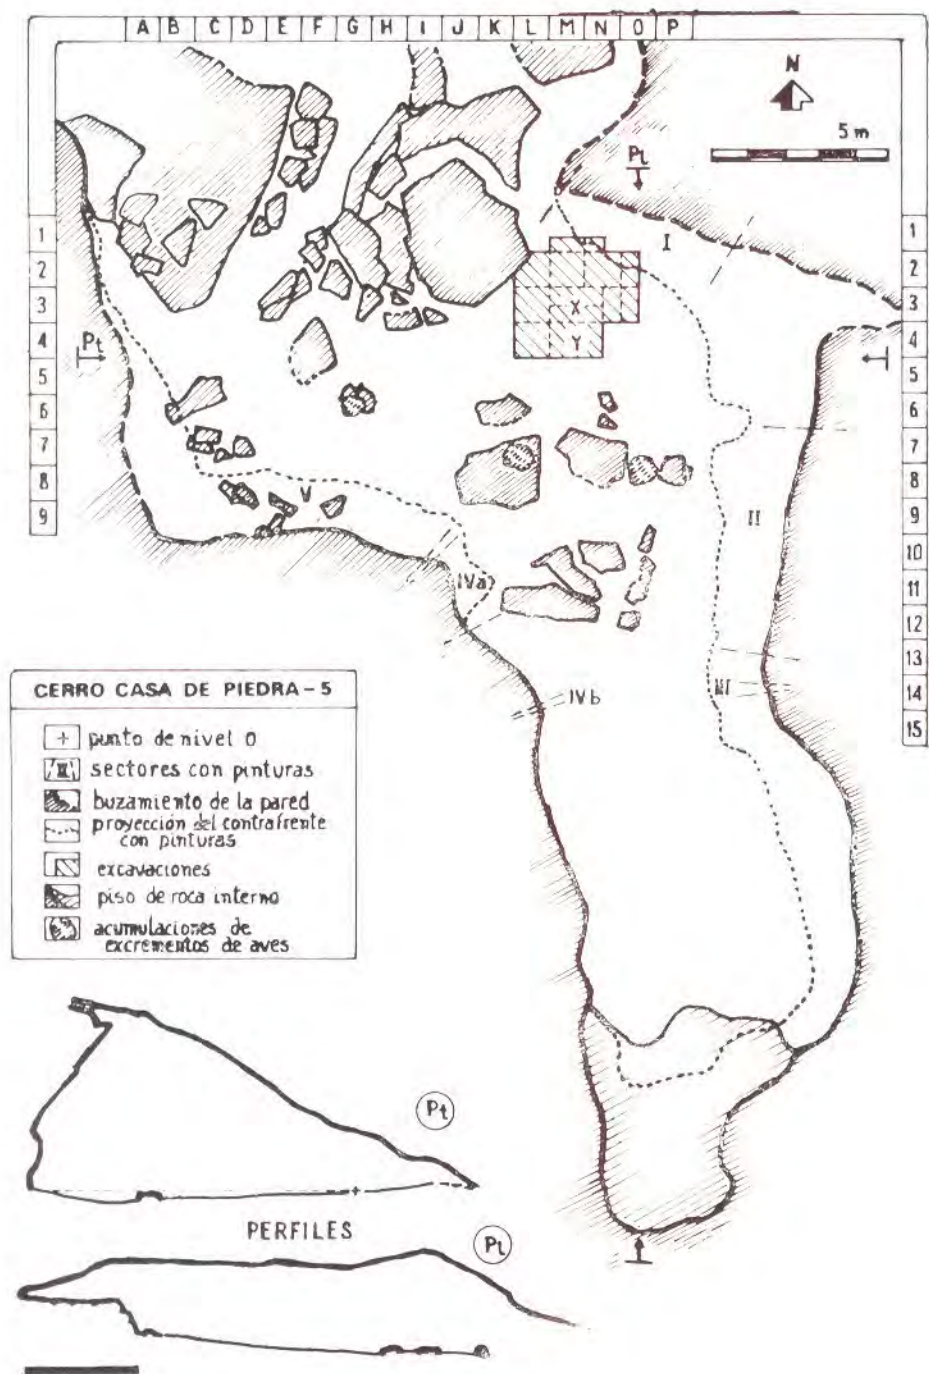 A B C D E F G H I J K L M N O P
N
5 m
Pl
1
2
3
4
5
6
7
8
9
1
2
3
4
5
6
7
8
9
10
11
12
13
14
15
I
X
Y
Pt
V
II
IVa
III
IVb
CERRO CASA DE PIEDRA - 5
+ punto de nivel 0
III sectores con pinturas
buzamiento de la pared
proyección del contrafrente
con pinturas
excavaciones
piso de roca interno
acumulaciones de
excrementos de aves
Pt
PERFILES
Pl